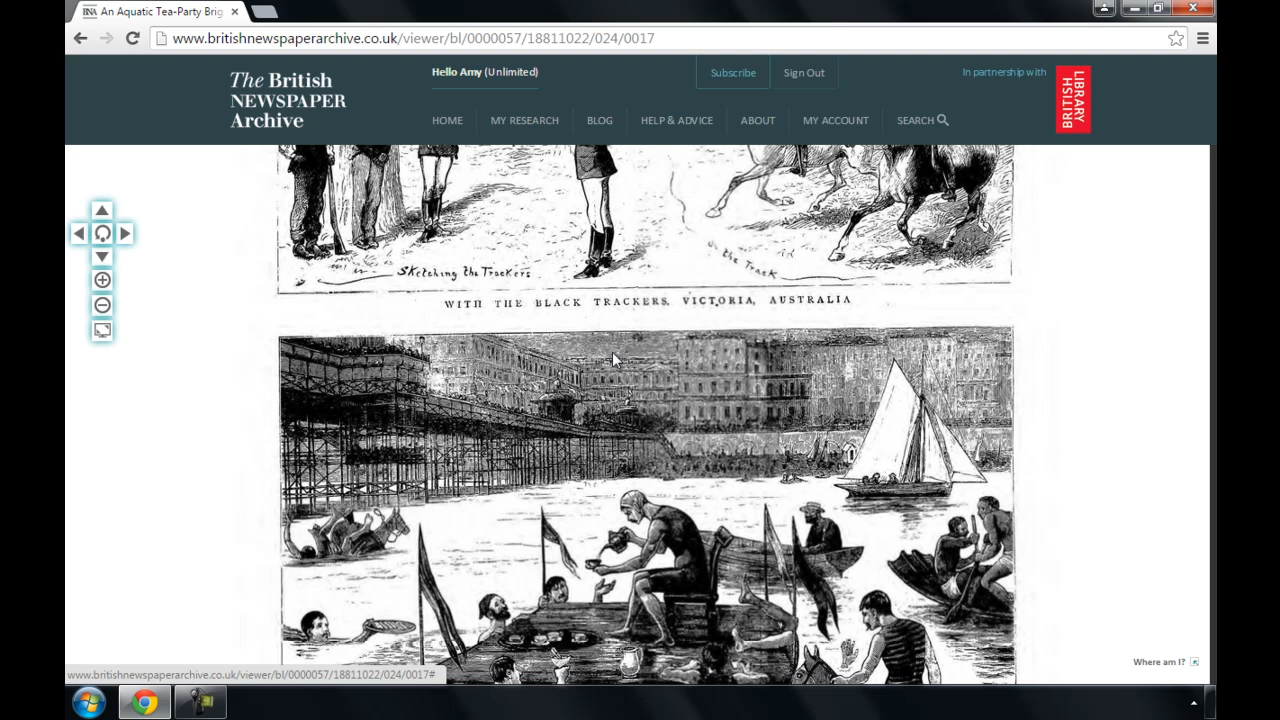 An Aquatic Tea-Party Brig
www.britishnewspaperarchive.co.uk/viewer/bl/0000057/18811022/024/0017
The British
NEWSPAPER
Archive
Hello Amy (Unlimited)
Subscribe
Sign Out
In partnership with
LIBRARY
BRITISH
HOME
MY RESEARCH
BLOG
HELP & ADVICE
ABOUT
MY ACCOUNT
SEARCH
Sketching the Trackers
on the Track
WITH THE BLACK TRACKERS, VICTORIA, AUSTRALIA
Where am I?
www.britishnewspaperarchive.co.uk/viewer/bl/0000057/18811022/024/0017#